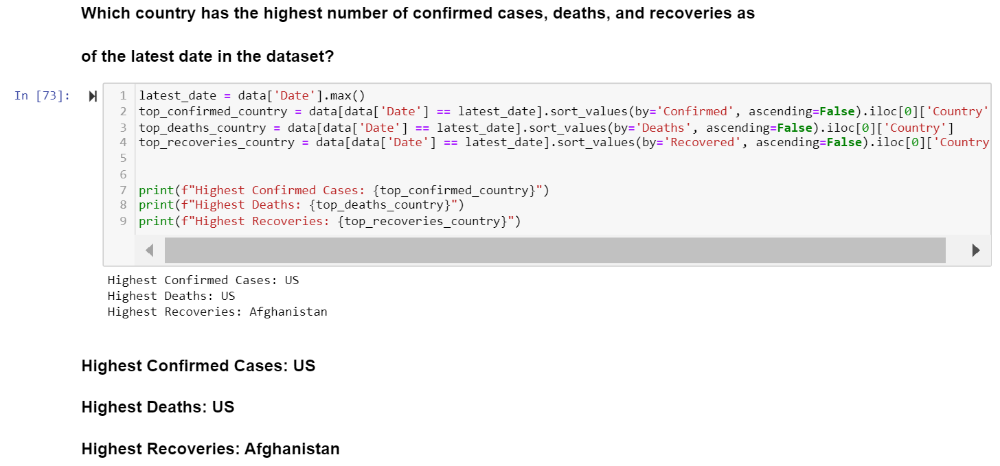 Which country has the highest number of confirmed cases, deaths, and recoveries as
of the latest date in the dataset?
In [73]:
1 latest_date = data['Date'].max()
2 top_confirmed_country = data[data['Date'] == latest_date].sort_values(by='Confirmed', ascending=False).iloc[0]['Country'
3 top_deaths_country = data[data['Date'] == latest_date].sort_values(by='Deaths', ascending=False).iloc[0]['Country']
4 top_recoveries_country = data[data['Date'] == latest_date].sort_values(by='Recovered', ascending=False).iloc[0]['Country
5
6
7 print(f"Highest Confirmed Cases: {top_confirmed_country}")
8 print(f"Highest Deaths: {top_deaths_country}")
9 print(f"Highest Recoveries: {top_recoveries_country}")
Highest Confirmed Cases: US
Highest Deaths: US
Highest Recoveries: Afghanistan
Highest Confirmed Cases: US
Highest Deaths: US
Highest Recoveries: Afghanistan